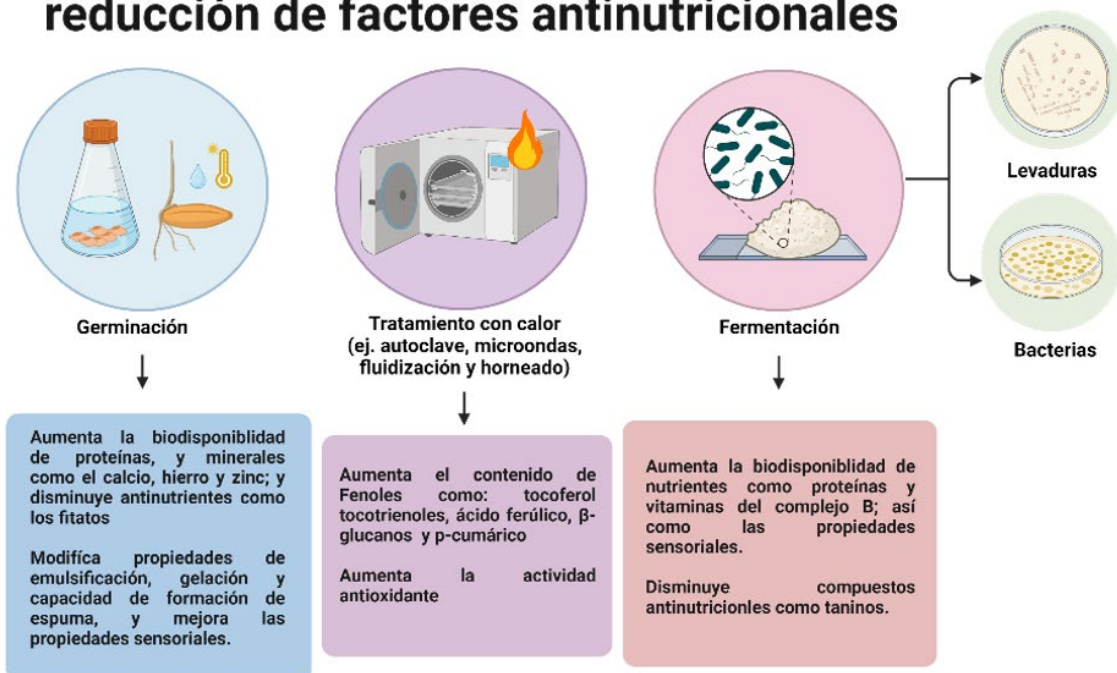 reducción de factores antinutricionales
Germinación
Tratamiento con calor
(ej. autoclave, microondas,
fluidización y horneado)
Fermentación
Levaduras
Bacterias
Aumenta la biodisponiblidad
de proteínas, y minerales
como el calcio, hierro y zinc; y
disminuye antinutrientes como
los fitatos
Modifíca propiedades de
emulsificación, gelación y
capacidad de formación de
espuma, y mejora las
propiedades sensoriales.
Aumenta el contenido de
Fenoles como: tocoferol
tocotrienoles, ácido ferúlico, β-
glucanos y p-cumárico
Aumenta la actividad
antioxidante
Aumenta la biodisponiblidad de
nutrientes como proteínas y
vitaminas del complejo B; así
como las propiedades
sensoriales.
Disminuye compuestos
antinutricionles como taninos.